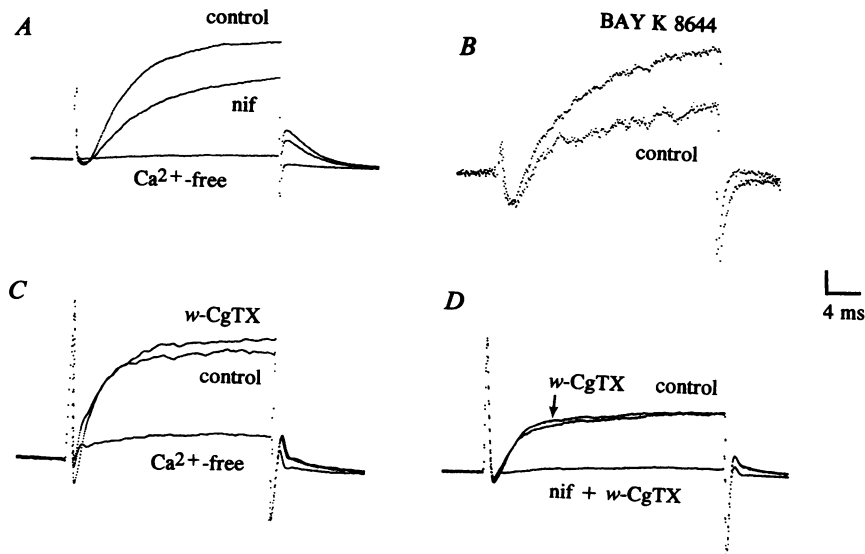 A
control
nif
Ca2+-free
BAY K 8644
B
control
C
w-CgTX
control
Ca2+-free
D
w-CgTX
control
nif + w-CgTX
4 ms